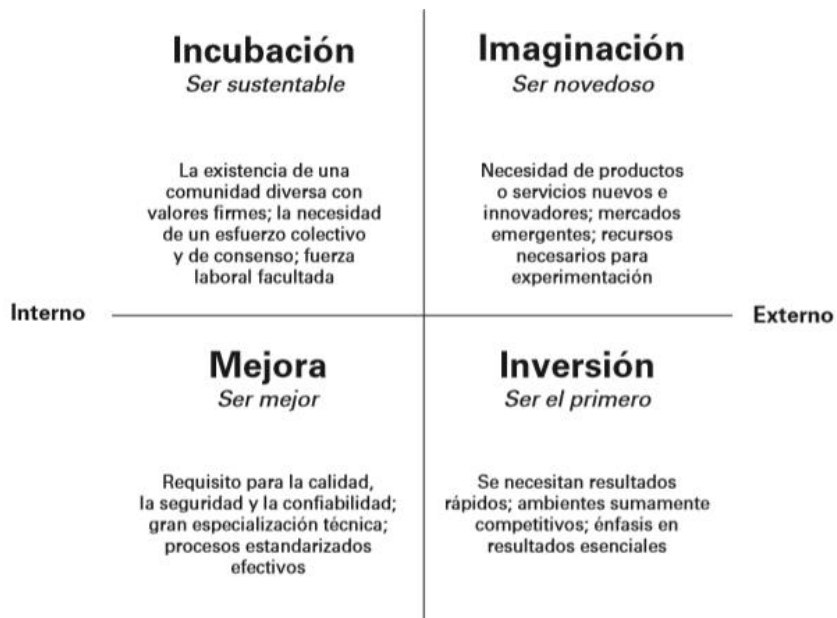 Incubación
Ser sustentable
La existencia de una
comunidad diversa con
valores firmes; la necesidad
de un esfuerzo colectivo
y de consenso; fuerza
laboral facultada
Imaginación
Ser novedoso
Necesidad de productos
o servicios nuevos e
innovadores; mercados
emergentes; recursos
necesarios para
experimentación
Interno
Externo
Mejora
Ser mejor
Requisito para la calidad,
la seguridad y la confiabilidad;
gran especialización técnica;
procesos estandarizados
efectivos
Inversión
Ser el primero
Se necesitan resultados
rápidos; ambientes sumamente
competitivos; énfasis en
resultados esenciales